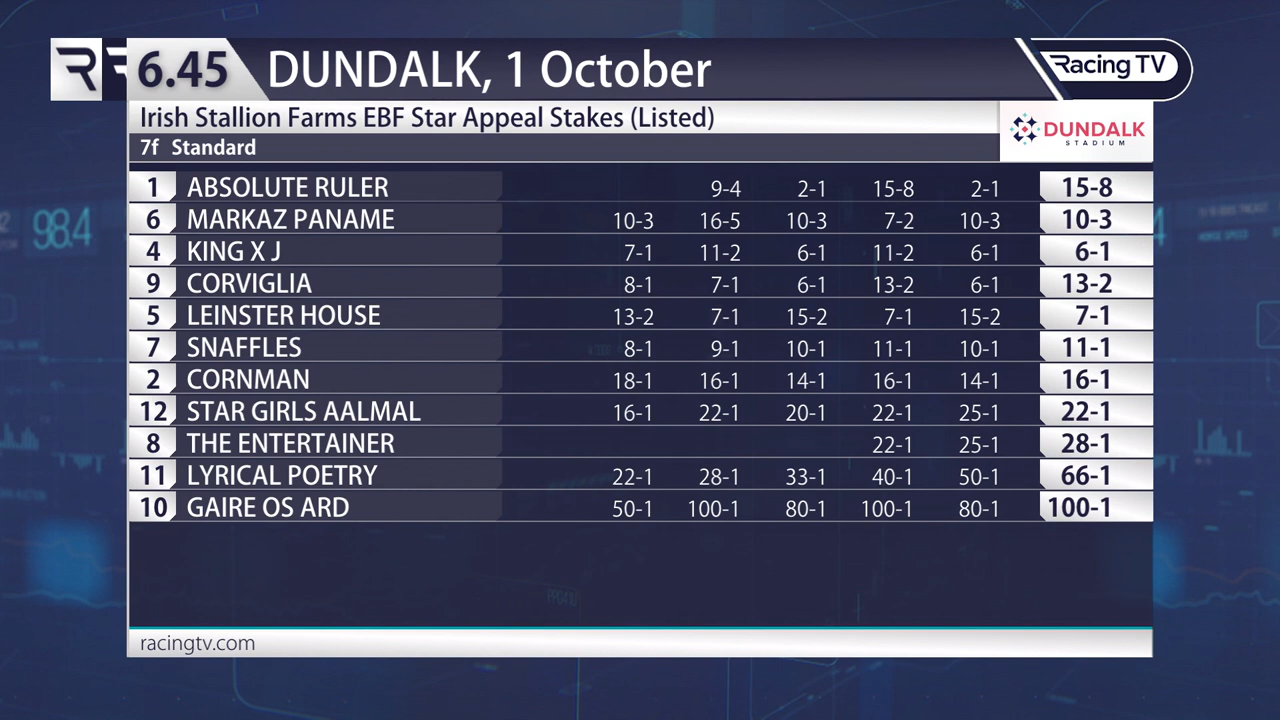 6.45 DUNDALK, 1 October Racing TV
Irish Stallion Farms EBF Star Appeal Stakes (Listed)
DUNDALK
STADIUM
7f Standard
1 ABSOLUTE RULER 9-4 2-1 15-8 2-1 15-8
6 MARKAZ PANAME 10-3 16-5 10-3 7-2 10-3 10-3
4 KING X J 7-1 11-2 6-1 11-2 6-1 6-1
9 CORVIGLIA 8-1 7-1 6-1 13-2 6-1 13-2
5 LEINSTER HOUSE 13-2 7-1 15-2 7-1 15-2 7-1
7 SNAFFLES 8-1 9-1 10-1 11-1 10-1 11-1
2 CORNMAN 18-1 16-1 14-1 16-1 14-1 16-1
12 STAR GIRLS AALMAL 16-1 22-1 20-1 22-1 25-1 22-1
8 THE ENTERTAINER 22-1 25-1 28-1
11 LYRICAL POETRY 22-1 28-1 33-1 40-1 50-1 66-1
10 GAIRE OS ARD 50-1 100-1 80-1 100-1 80-1 100-1
racingtv.com
98.4